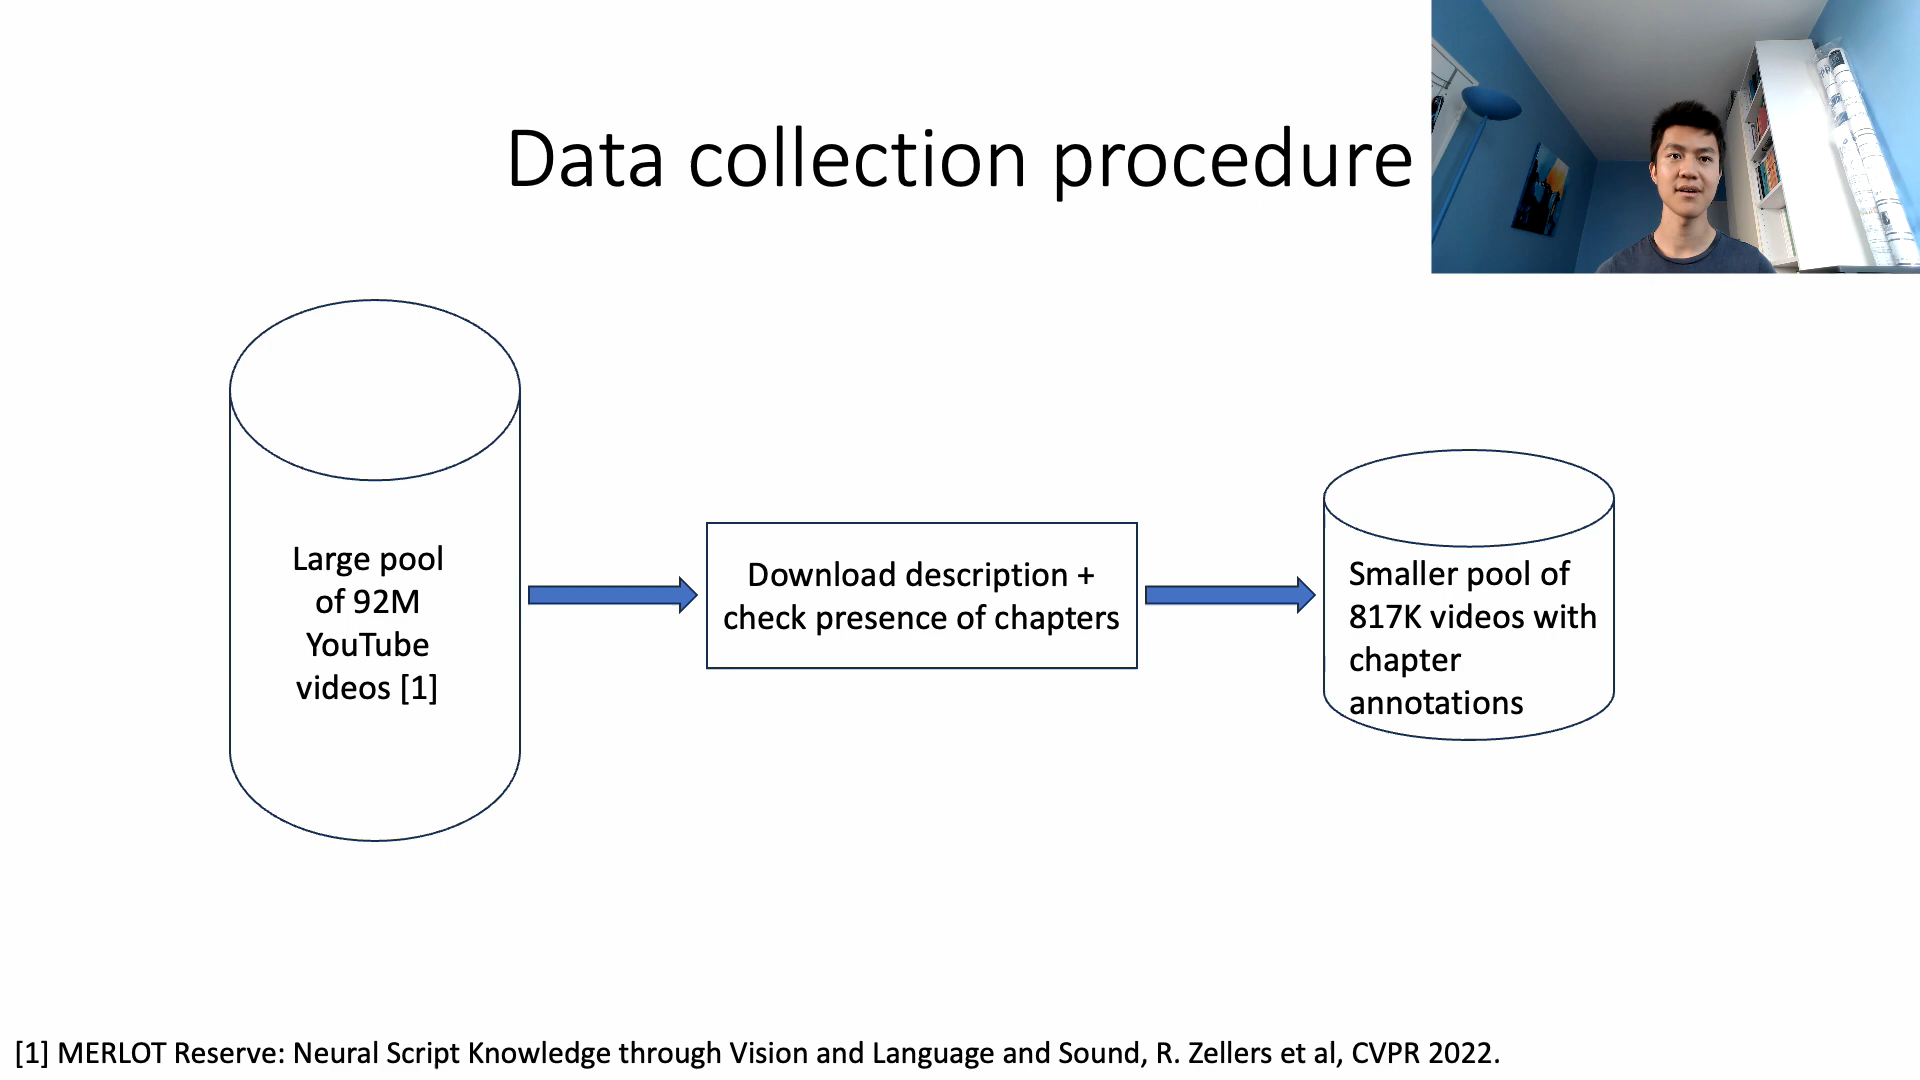 Data collection procedure
Large pool
of 92M
YouTube
videos [1]
Download description +
check presence of chapters
Smaller pool of
817K videos with
chapter
annotations
[1] MERLOT Reserve: Neural Script Knowledge through Vision and Language and Sound, R. Zellers et al, CVPR 2022.